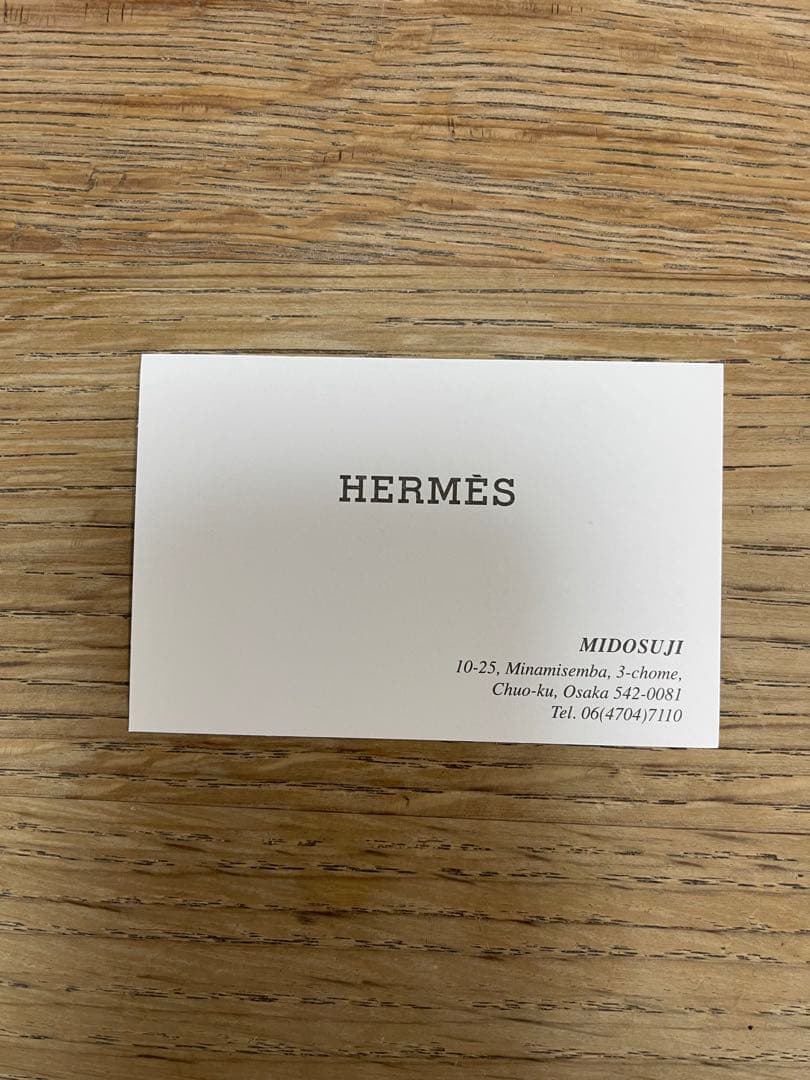 HERMÈS
MIDOSUJI
10-25, Minamisemba, 3-chome,
Chuo-ku, Osaka 542-0081
Tel. 06(4704)7110